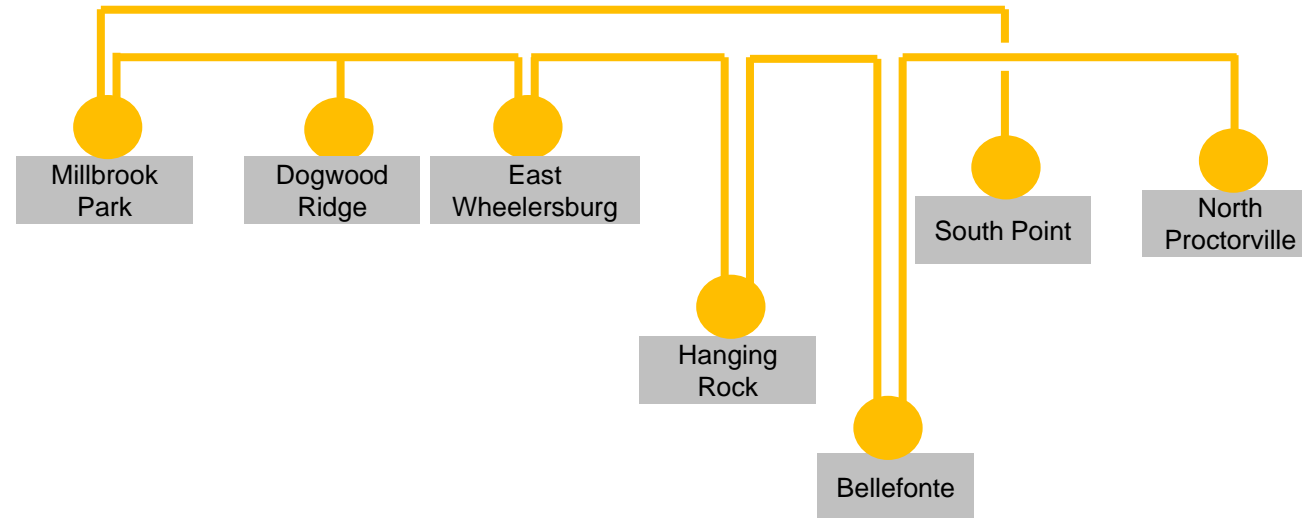 Millbrook
Park
Dogwood
Ridge
East
Wheelersburg
South Point
North
Proctorville
Hanging
Rock
Bellefonte